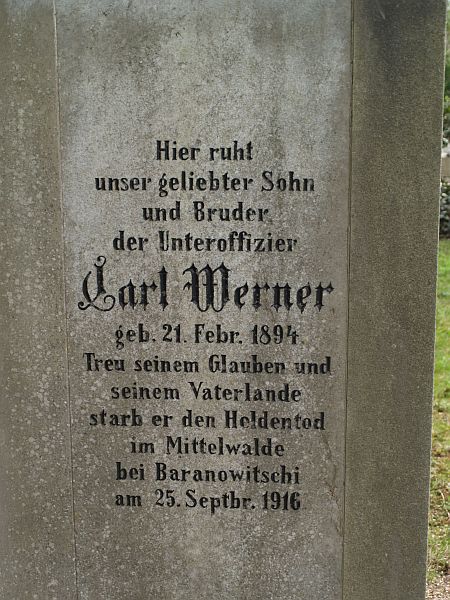 Hier ruht
unser geliebter Sohn
und Bruder
der Unteroffizier
Carl Werner
geb. 21. Febr. 1894
Treu seinem Glauben und
seinem Vaterlande
starb er den Heldentod
im Mittelwalde
bei Baranowitschi
am 25. Septbr. 1916